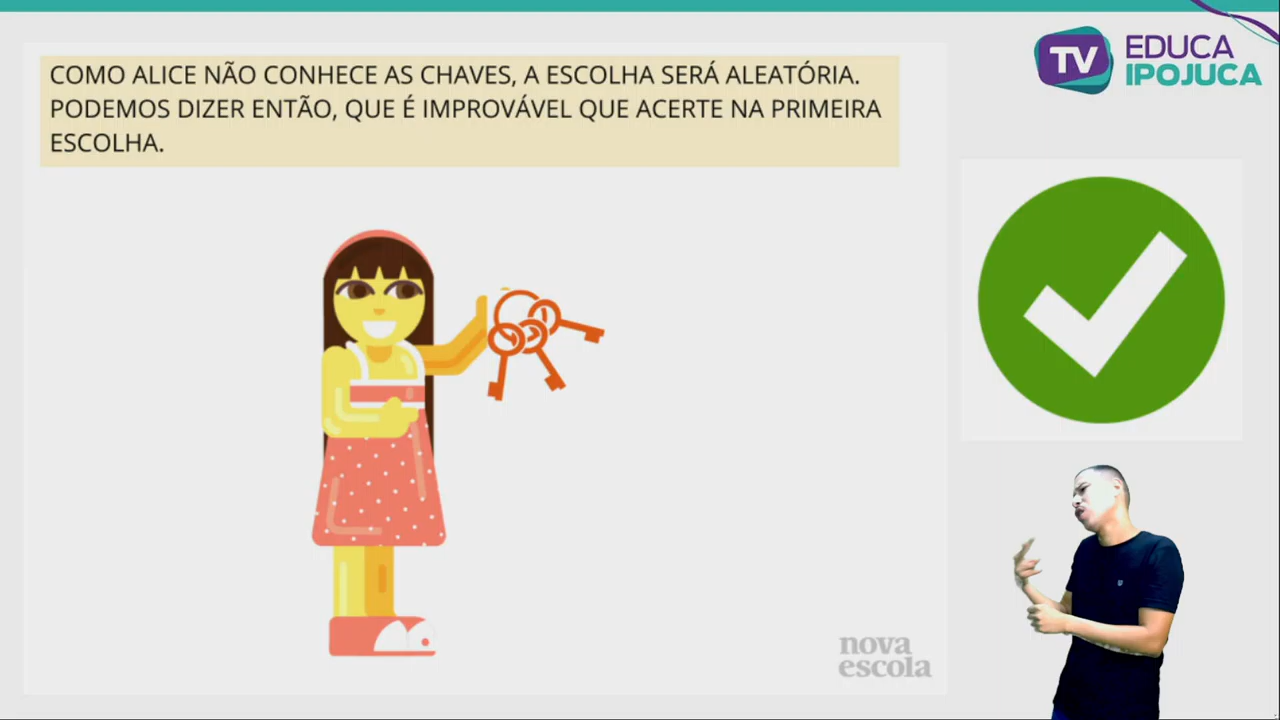 COMO ALICE NÃO CONHECE AS CHAVES, A ESCOLHA SERÁ ALEATÓRIA.
PODEMOS DIZER ENTÃO, QUE É IMPROVÁVEL QUE ACERTE NA PRIMEIRA
ESCOLHA.
TV EDUCA
IPOJUCA
nova
escola